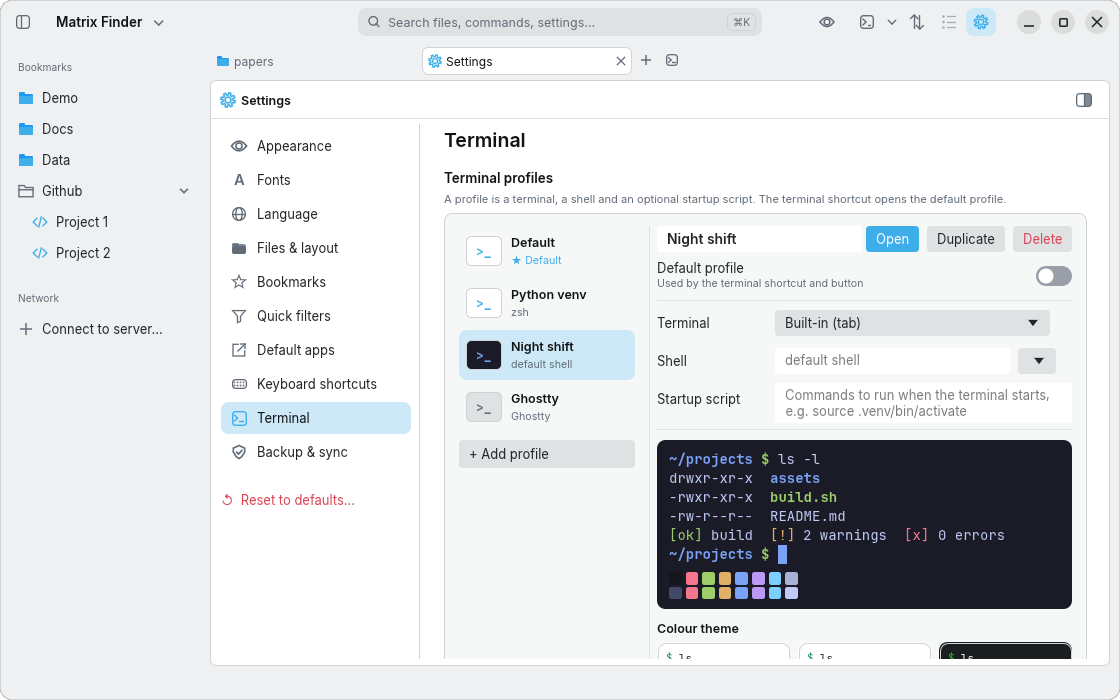 Matrix Finder
Search files, commands, settings...
⌘K
Bookmarks
Demo
Docs
Data
Github
Project 1
Project 2
Network
Connect to server...
papers
Settings
Settings
Appearance
Fonts
Language
Files & layout
Bookmarks
Quick filters
Default apps
Keyboard shortcuts
Terminal
Backup & sync
Reset to defaults...
Terminal
Terminal profiles
A profile is a terminal, a shell and an optional startup script. The terminal shortcut opens the default profile.
>_ Default
★ Default
>_ Python venv
zsh
>_ Night shift
default shell
>_ Ghostty
Ghostty
+ Add profile
Night shift
Open
Duplicate
Delete
Default profile
Used by the terminal shortcut and button
Terminal
Built-in (tab)
Shell
default shell
Startup script
Commands to run when the terminal starts,
e.g. source .venv/bin/activate
~/projects $ ls -l
drwxr-xr-x  assets
-rwxr-xr-x  build.sh
-rw-r--r--  README.md
[ok] build  [!] 2 warnings  [x] 0 errors
~/projects $
Colour theme
$ ls
$ ls
$ ls